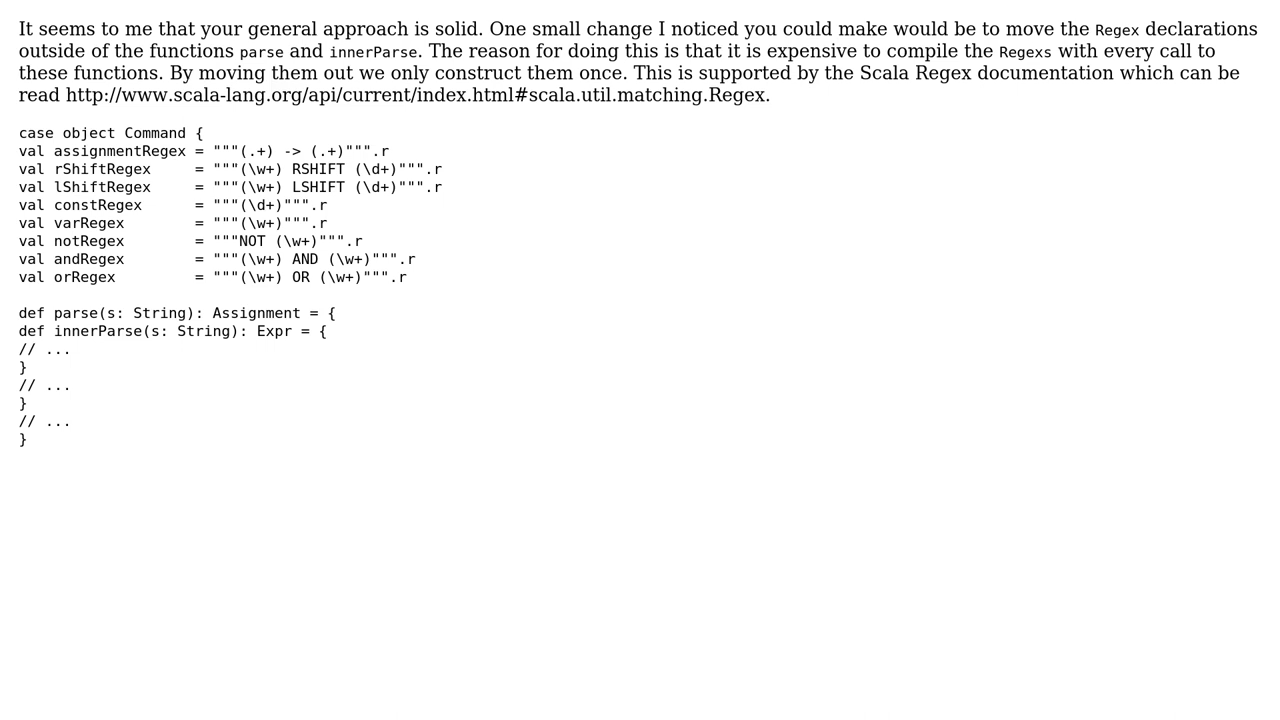 It seems to me that your general approach is solid. One small change I noticed you could make would be to move the Regex declarations
outside of the functions parse and innerParse. The reason for doing this is that it is expensive to compile the Regexs with every call to
these functions. By moving them out we only construct them once. This is supported by the Scala Regex documentation which can be
read http://www.scala-lang.org/api/current/index.html#scala.util.matching.Regex.
case object Command {
val assignmentRegex = """(.+) -> (.+)""".r
val rShiftRegex     = """(\w+) RSHIFT (\d+)""".r
val lShiftRegex     = """(\w+) LSHIFT (\d+)""".r
val constRegex      = """(\d+)""".r
val varRegex        = """(\w+)""".r
val notRegex        = """NOT (\w+)""".r
val andRegex        = """(\w+) AND (\w+)""".r
val orRegex         = """(\w+) OR (\w+)""".r
def parse(s: String): Assignment = {
def innerParse(s: String): Expr = {
// ...
}
// ...
}
// ...
}